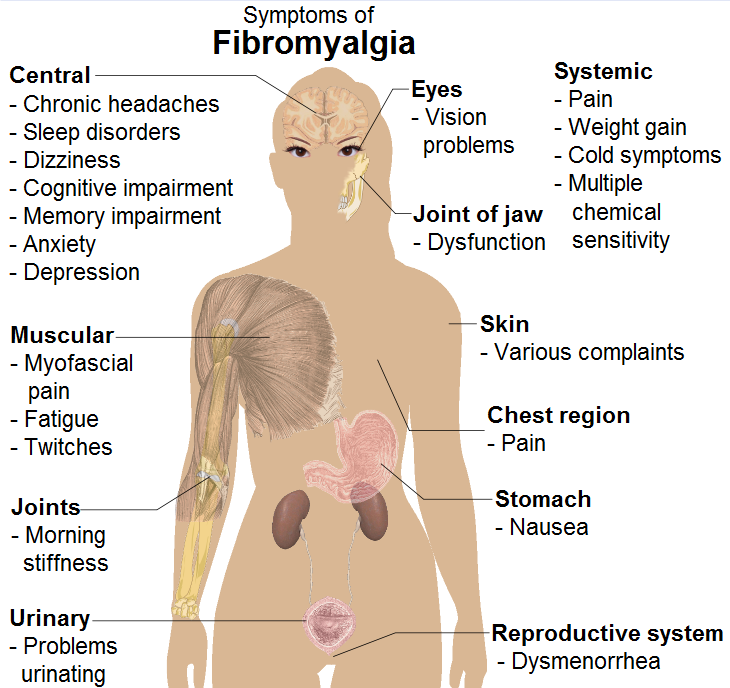 Symptoms of
Fibromyalgia
Central
- Chronic headaches
- Sleep disorders
- Dizziness
- Cognitive impairment
- Memory impairment
- Anxiety
- Depression
Eyes
- Vision
problems
Systemic
- Pain
- Weight gain
- Cold symptoms
- Multiple
chemical
sensitivity
Joint of jaw
- Dysfunction
Muscular
- Myofascial
pain
- Fatigue
- Twitches
Skin
- Various complaints
Chest region
- Pain
Joints
- Morning
stiffness
Stomach
- Nausea
Urinary
- Problems
urinating
Reproductive system
- Dysmenorrhea